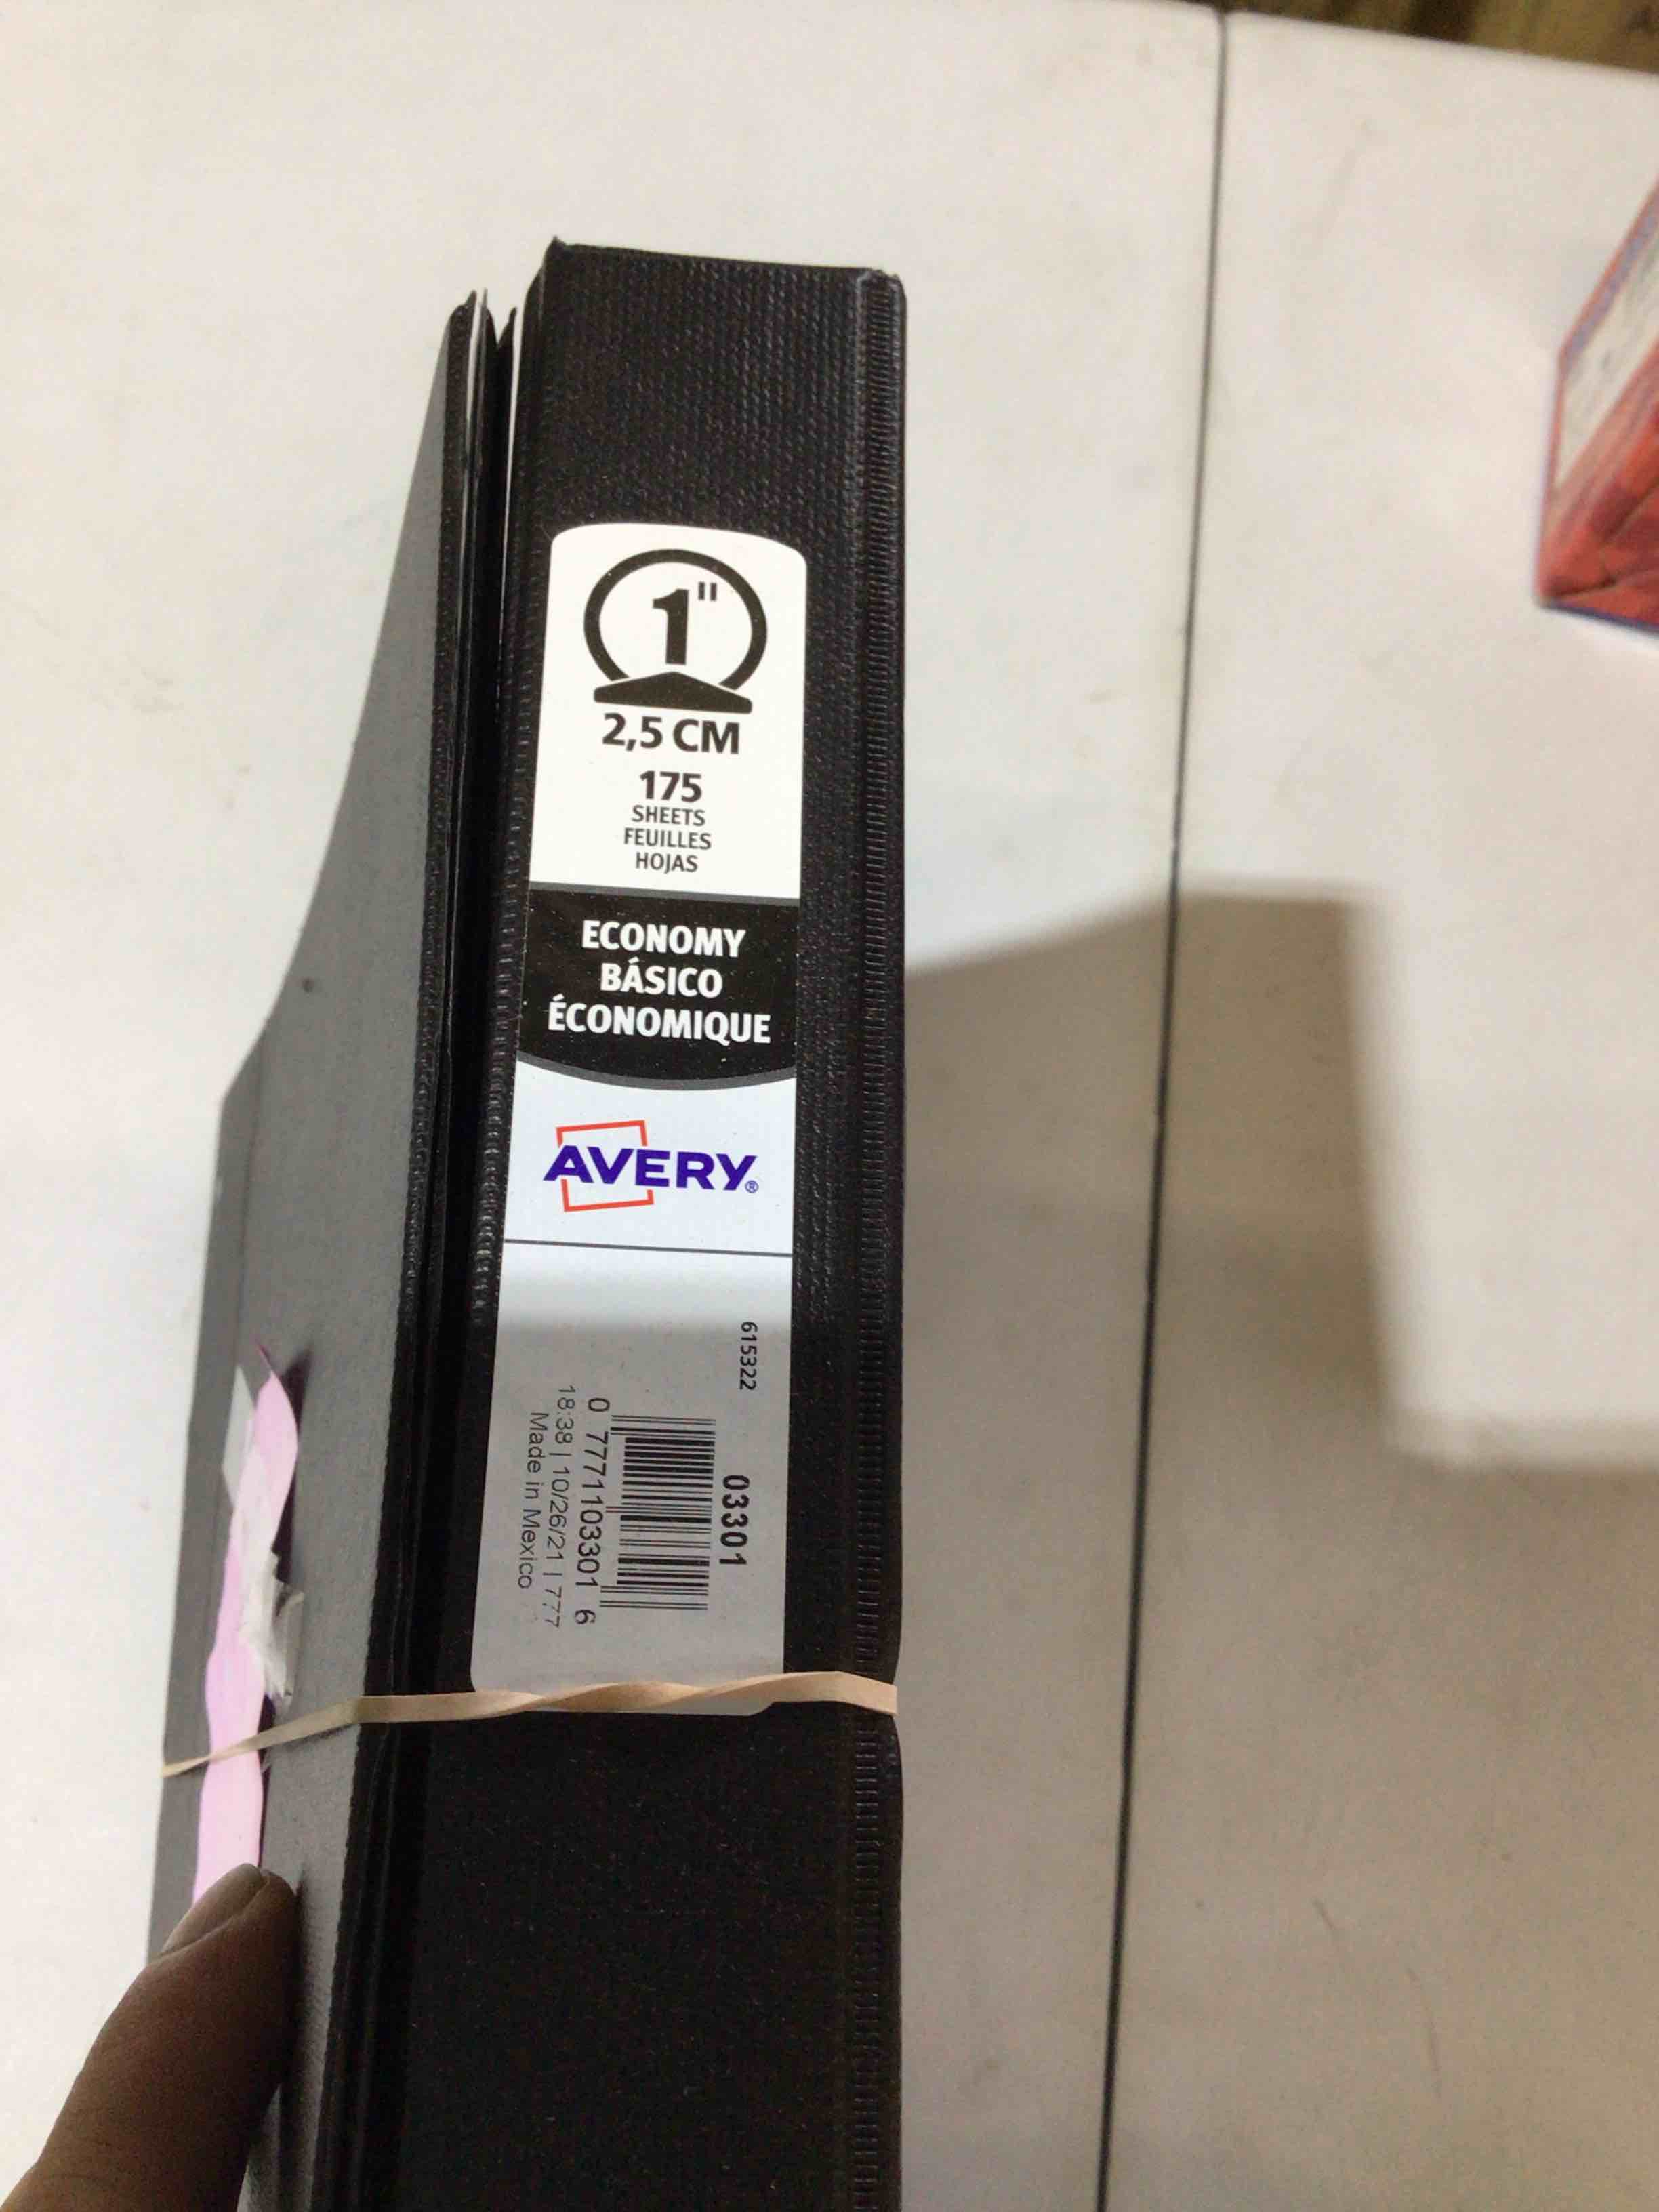 1"
2,5 CM
175
SHEETS
FEUILLES
HOJAS
ECONOMY
BÁSICO
ÉCONOMIQUE
AVERY®
615322
03301
0 77711 03301 6
18:38 | 10/26/21 | 777
Made in Mexico